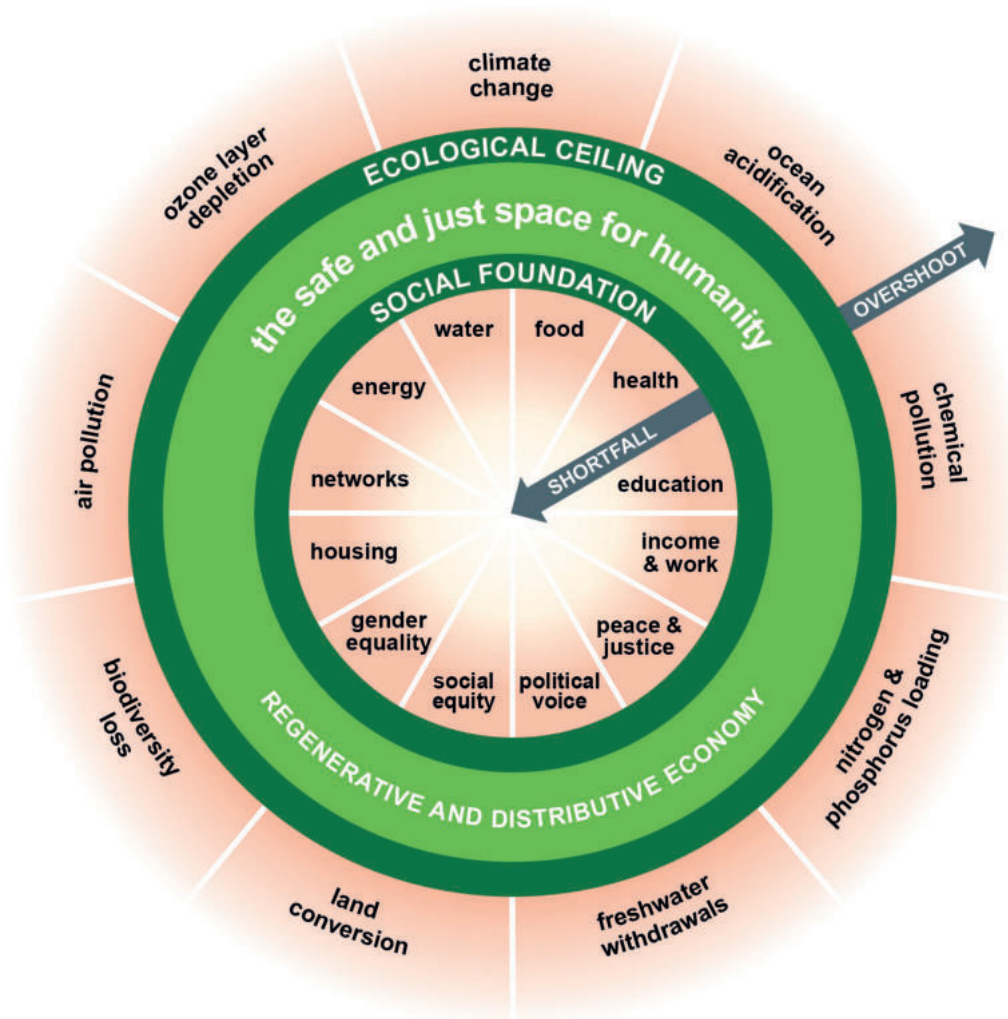 climate
change
ocean
acidification
OVERSHOOT
chemical
pollution
nitrogen &
phosphorus loading
freshwater
withdrawals
land
conversion
biodiversity
loss
air pollution
ozone layer
depletion
ECOLOGICAL CEILING
the safe and just space for humanity
SOCIAL FOUNDATION
water
food
energy
health
SHORTFALL
networks
education
housing
income
& work
gender
equality
peace &
justice
social
equity
political
voice
REGENERATIVE AND DISTRIBUTIVE ECONOMY